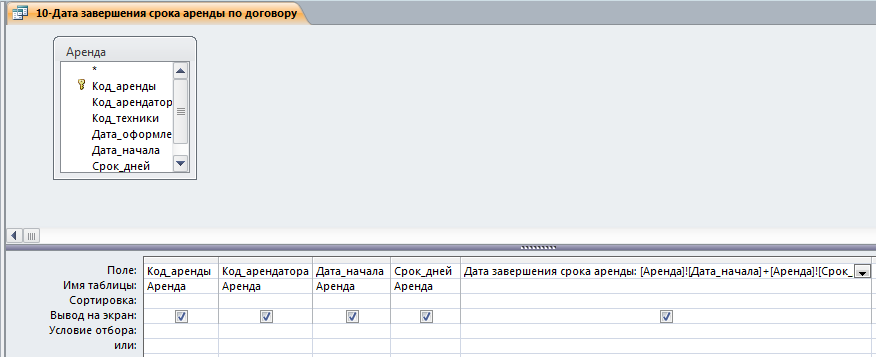 10-Дата завершения срока аренды по договору
Аренда
*
Код_аренды
Код_арендатор
Код_техники
Дата_оформле
Дата_начала
Срок_дней
Поле: Код_аренды Код_арендатора Дата_начала Срок_дней Дата завершения срока аренды: [Аренда]![Дата_начала]+[Аренда]![Срок_
Имя таблицы: Аренда Аренда Аренда Аренда
Сортировка:
Вывод на экран:
Условие отбора:
или: